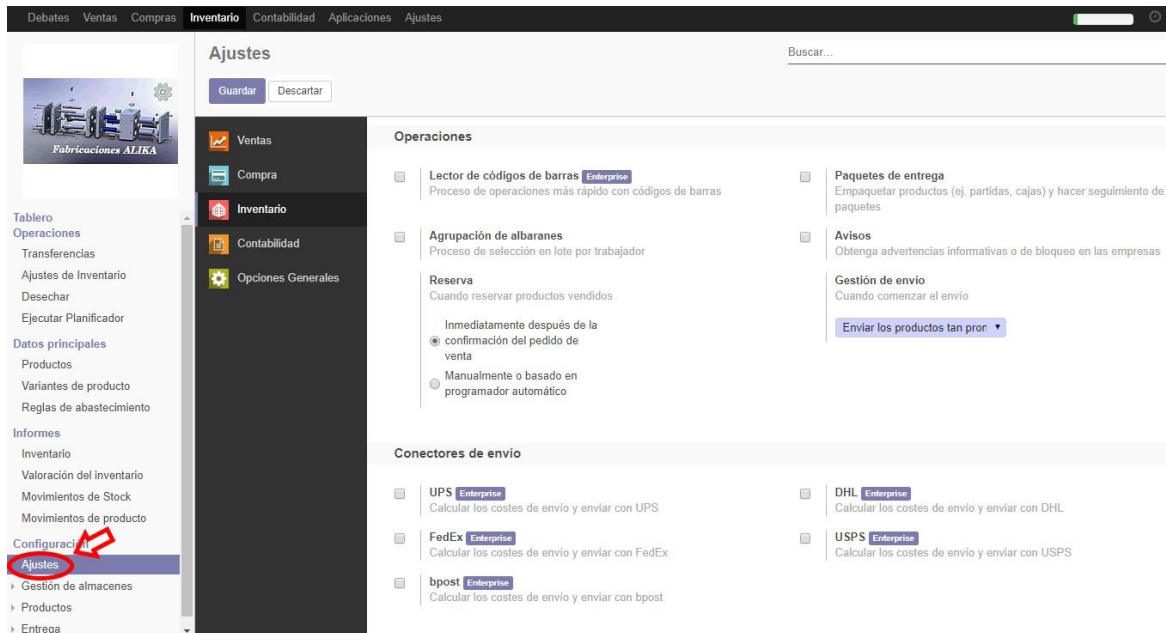 Debates Ventas Compras Inventario Contabilidad Aplicaciones Ajustes
Fabricaciones ALIKA
Tablero
Operaciones
Transferencias
Ajustes de Inventario
Desechar
Ejecutar Planificador
Datos principales
Productos
Variantes de producto
Reglas de abastecimiento
Informes
Inventario
Valoración del inventario
Movimientos de Stock
Movimientos de producto
Configuración
Ajustes
Gestión de almacenes
Productos
Entrega
Ajustes
Buscar...
Guardar Descartar
Ventas
Compra
Inventario
Contabilidad
Opciones Generales
Operaciones
Lector de códigos de barras Enterprise
Proceso de operaciones más rápido con códigos de barras
Paquetes de entrega
Empaquetar productos (ej. partidas, cajas) y hacer seguimiento de
paquetes
Agrupación de albaranes
Proceso de selección en lote por trabajador
Avisos
Obtenga advertencias informativas o de bloqueo en las empresas
Reserva
Cuando reservar productos vendidos
Inmediatamente después de la
confirmación del pedido de
venta
Manualmente o basado en
programador automático
Gestión de envío
Cuando comenzar el envío
Enviar los productos tan pron
Conectores de envío
UPS Enterprise
Calcular los costes de envío y enviar con UPS
DHL Enterprise
Calcular los costes de envío y enviar con DHL
FedEx Enterprise
Calcular los costes de envío y enviar con FedEx
USPS Enterprise
Calcular los costes de envío y enviar con USPS
bpost Enterprise
Calcular los costes de envío y enviar con bpost